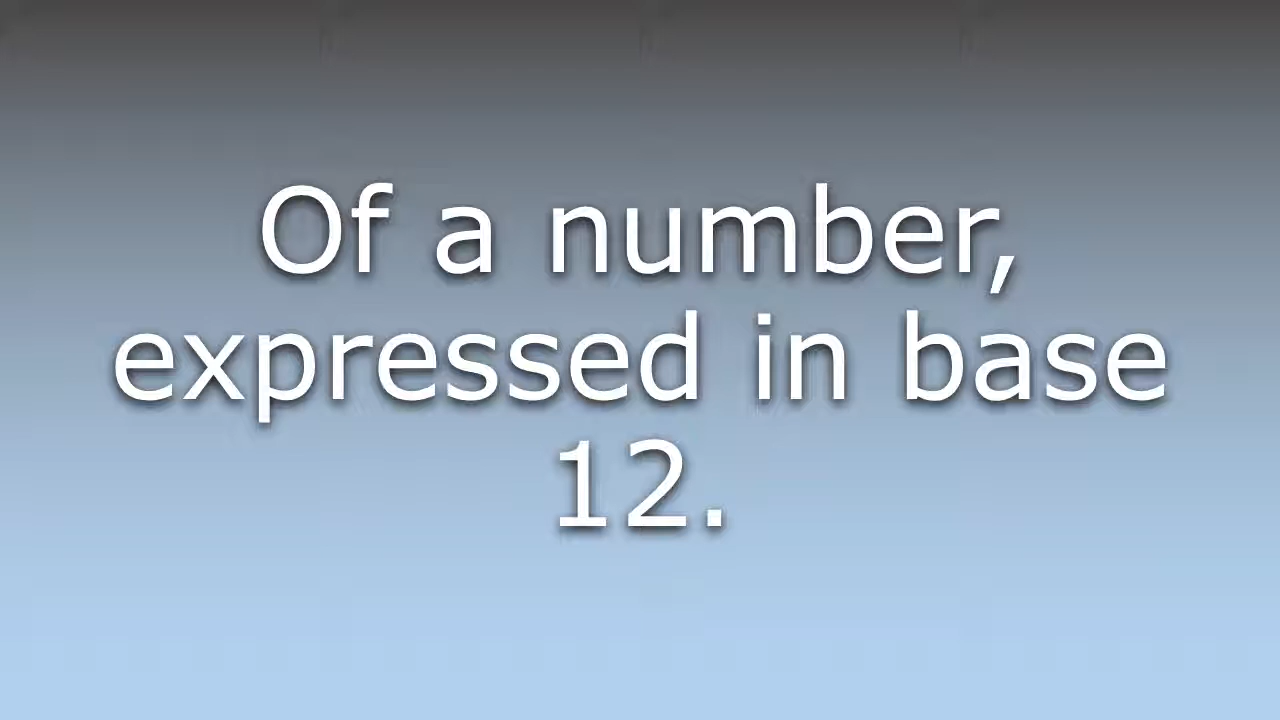 Of a number,
expressed in base
12.